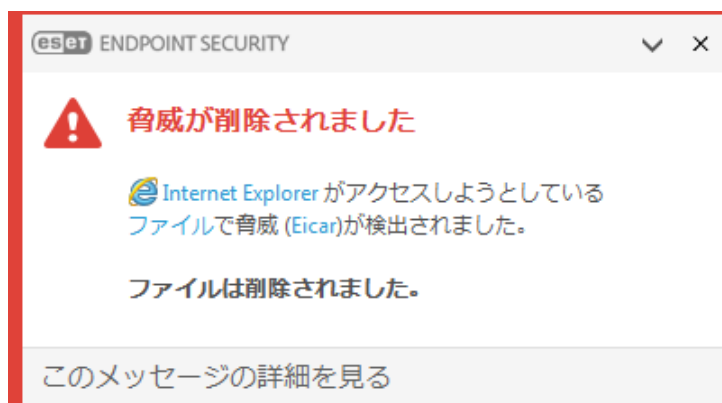 eset ENDPOINT SECURITY
脅威が削除されました
Internet Explorer がアクセスしようとしている
ファイルで脅威 (Eicar)が検出されました。
ファイルは削除されました。
このメッセージの詳細を見る